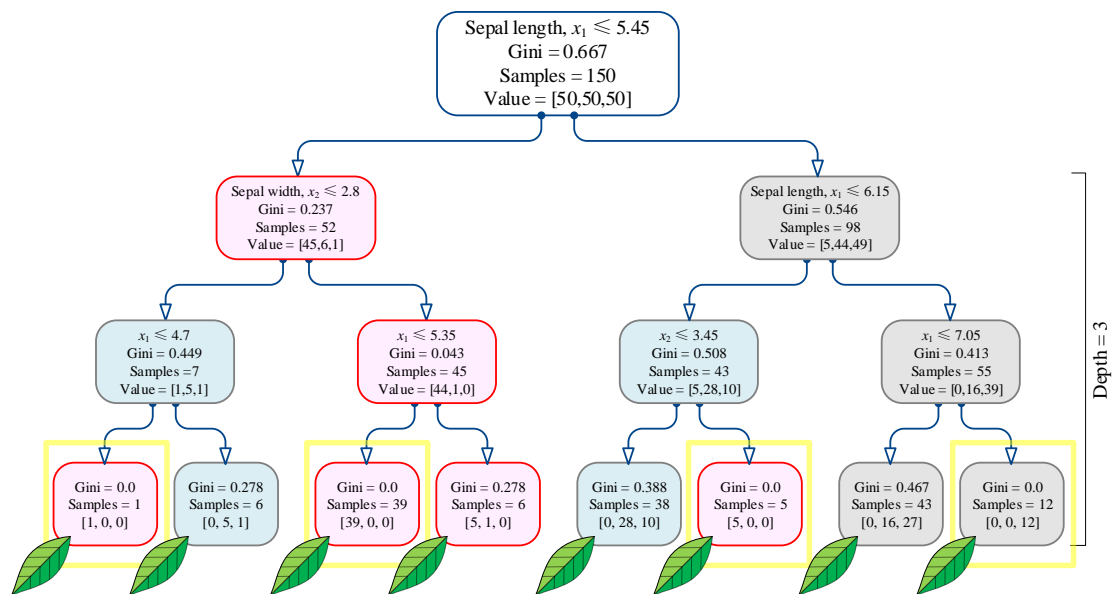 Sepal length, x₁ ⩽ 5.45
Gini = 0.667
Samples = 150
Value = [50,50,50]
Sepal width, x₂ ⩽ 2.8
Gini = 0.237
Samples = 52
Value = [45,6,1]
Sepal length, x₁ ⩽ 6.15
Gini = 0.546
Samples = 98
Value = [5,44,49]
x₁ ⩽ 4.7
Gini = 0.449
Samples =7
Value = [1,5,1]
x₁ ⩽ 5.35
Gini = 0.043
Samples = 45
Value = [44,1,0]
x₂ ⩽ 3.45
Gini = 0.508
Samples = 43
Value = [5,28,10]
x₁ ⩽ 7.05
Gini = 0.413
Samples = 55
Value = [0,16,39]
Gini = 0.0
Samples = 1
[1, 0, 0]
Gini = 0.278
Samples = 6
[0, 5, 1]
Gini = 0.0
Samples = 39
[39, 0, 0]
Gini = 0.278
Samples = 6
[5, 1, 0]
Gini = 0.388
Samples = 38
[0, 28, 10]
Gini = 0.0
Samples = 5
[5, 0, 0]
Gini = 0.467
Samples = 43
[0, 16, 27]
Gini = 0.0
Samples = 12
[0, 0, 12]
Depth = 3